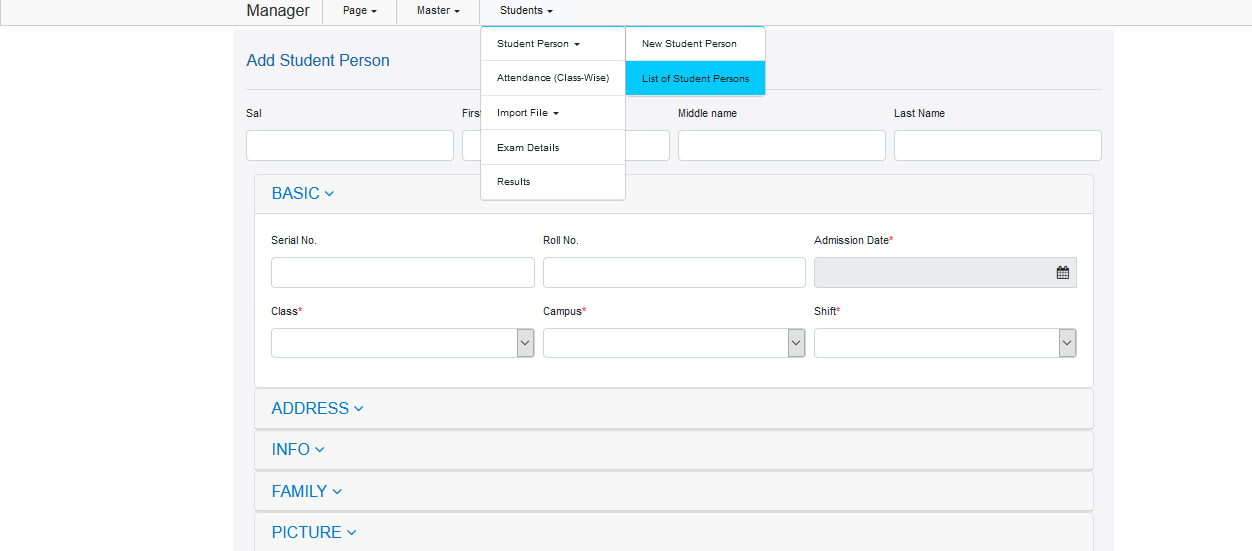 Manager Page Master Students
Student Person New Student Person
Add Student Person
Attendance (Class-Wise) List of Student Persons
Sal Firs Import File Middle name Last Name
Exam Details
Results
BASIC
Serial No. Roll No. Admission Date*
Class* Campus* Shift*
ADDRESS
INFO
FAMILY
PICTURE